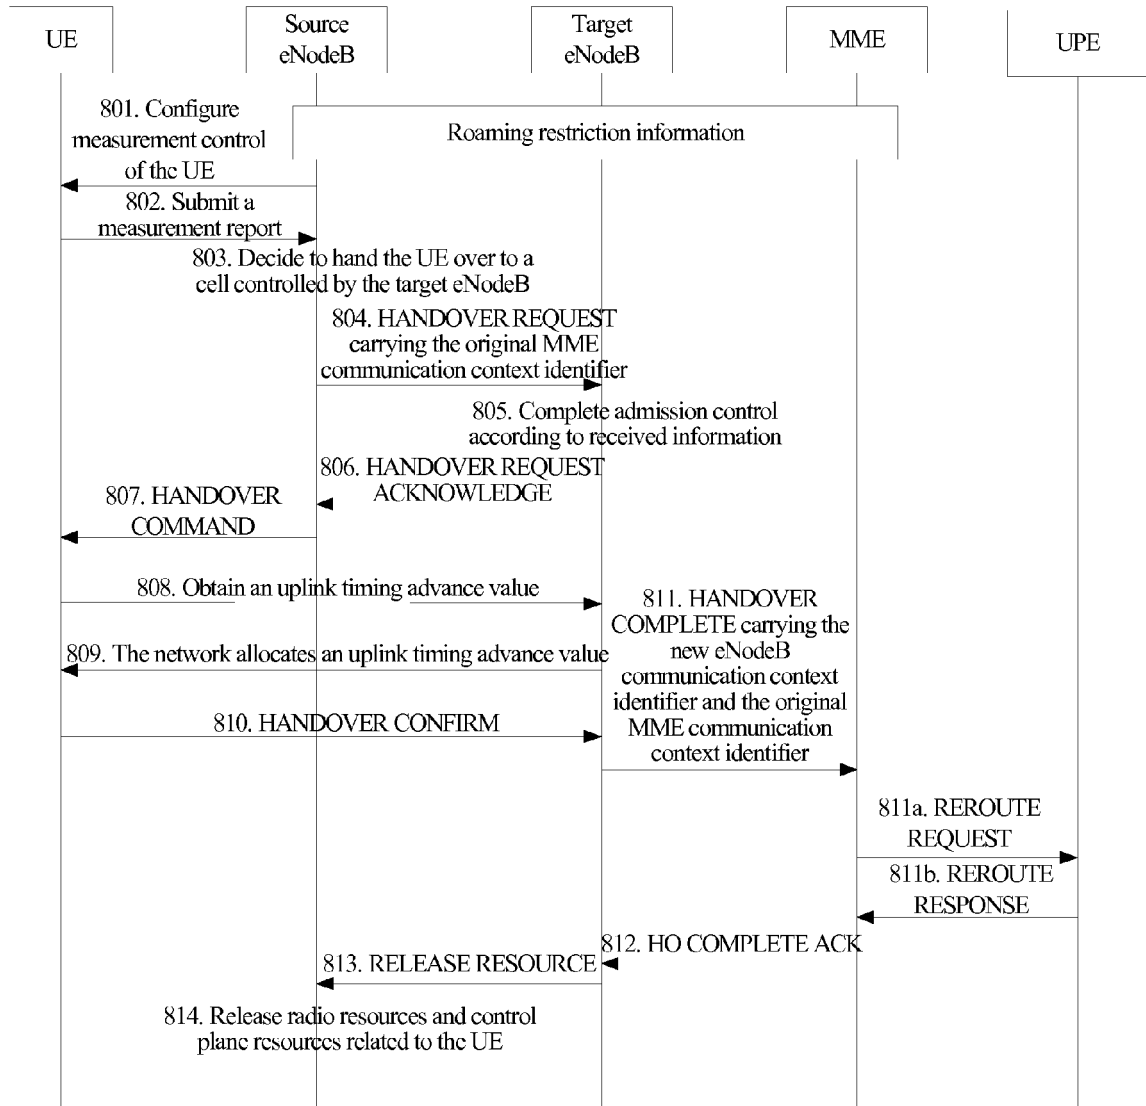 UE
Source
eNodeB
Target
eNodeB
MME
UPE
Roaming restriction information
801. Configure
measurement control
of the UE
802. Submit a
measurement report
803. Decide to hand the UE over to a
cell controlled by the target eNodeB
804. HANDOVER REQUEST
carrying the original MME
communication context identifier
805. Complete admission control
according to received information
806. HANDOVER REQUEST
ACKNOWLEDGE
807. HANDOVER
COMMAND
808. Obtain an uplink timing advance value
809. The network allocates an uplink timing advance value
810. HANDOVER CONFIRM
811. HANDOVER
COMPLETE carrying the
new eNodeB
communication context
identifier and the original
MME communication
context identifier
811a. REROUTE
REQUEST
811b. REROUTE
RESPONSE
812. HO COMPLETE ACK
813. RELEASE RESOURCE
814. Release radio resources and control
plane resources related to the UE